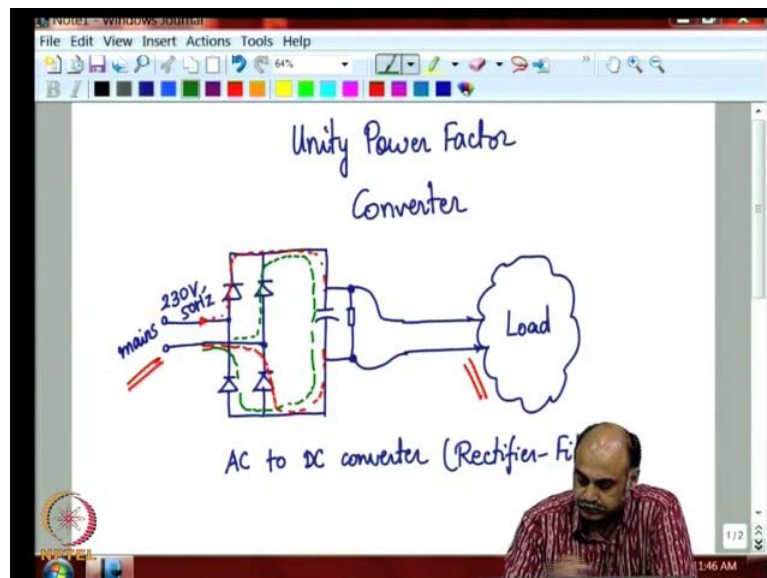 Note1 - Windows Journal
File Edit View Insert Actions Tools Help
64%
B I
Unity Power Factor
Converter
230V,
50Hz
mains
Load
AC to DC converter (Rectifier-Fi
1/2
NPTEL
1:46 AM